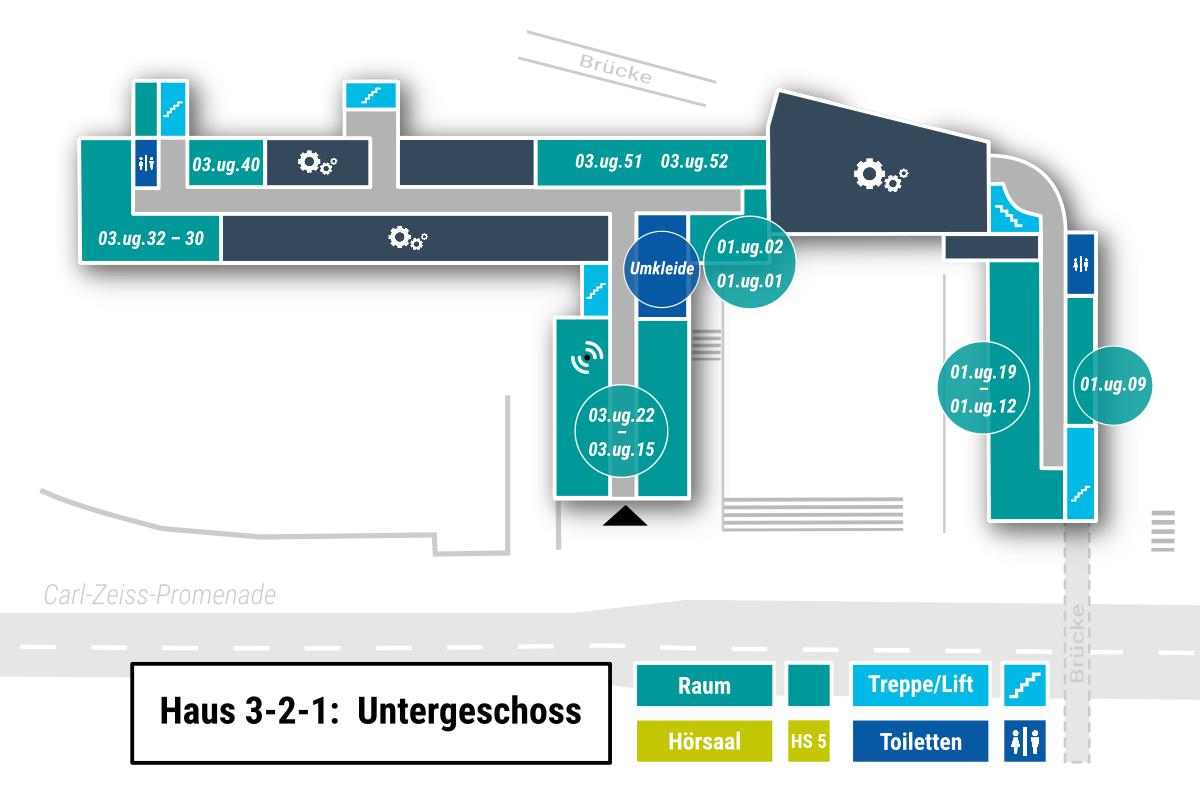 Brücke
03.ug.40
03.ug.51 03.ug.52
03.ug.32 – 30
Umkleide
01.ug.02
01.ug.01
01.ug.19
–
01.ug.12
01.ug.09
03.ug.22
–
03.ug.15
Carl-Zeiss-Promenade
Brücke
Haus 3-2-1: Untergeschoss
Raum
Treppe/Lift
Hörsaal
HS 5
Toiletten